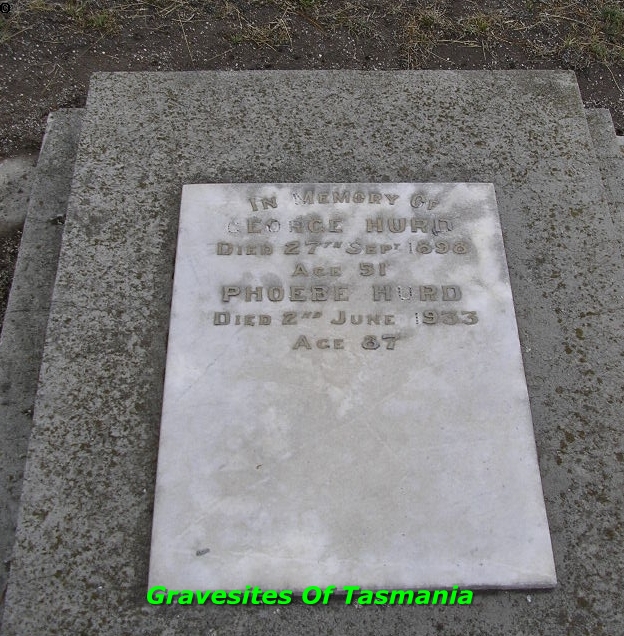 IN MEMORY OF
GEORGE HURD
DIED 27TH SEPT 1898
AGE 51
PHOEBE HURD
DIED 2ND JUNE 1933
AGE 87
Gravesites Of Tasmania